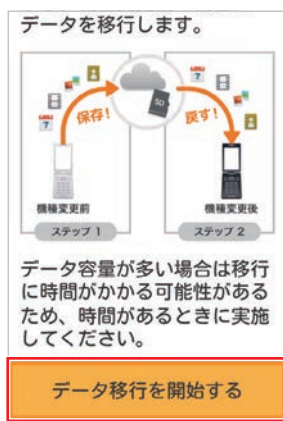 データを移行します。
SD
保存!
戻す!
機種変更前
機種変更後
ステップ 1
ステップ 2
データ容量が多い場合は移行
に時間がかかる可能性がある
ため、時間があるときに実施
してください。
データ移行を開始する